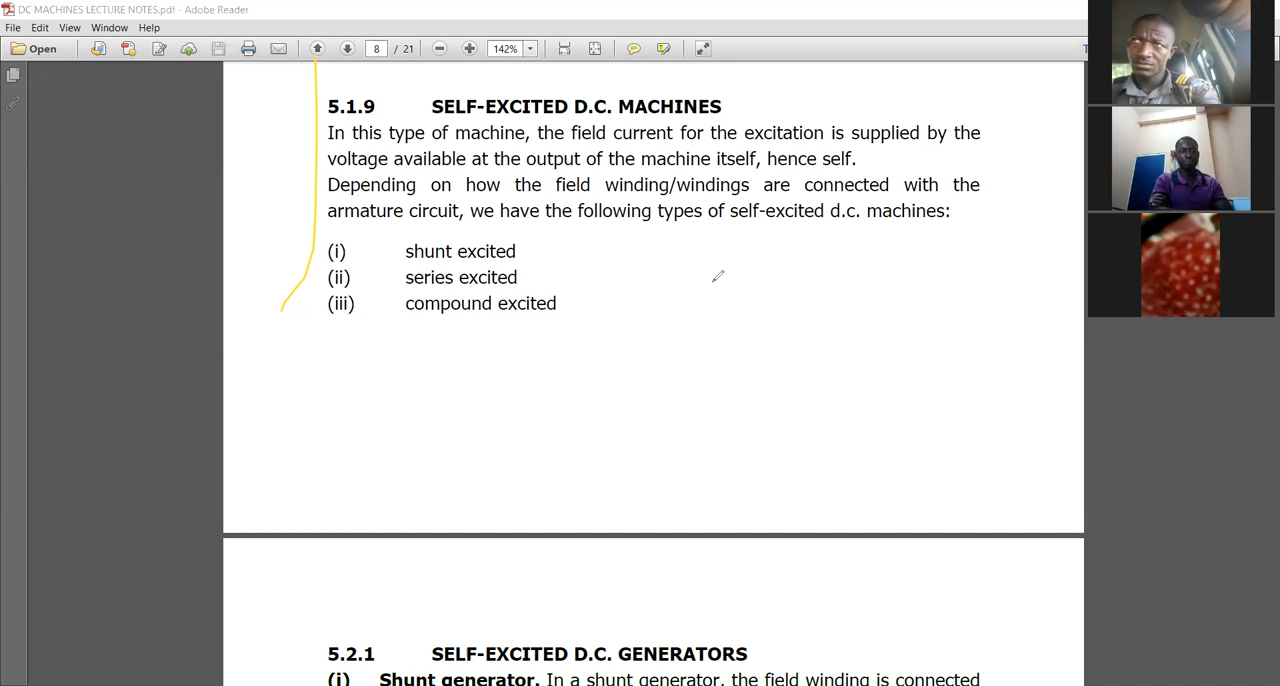 DC MACHINES LECTURE NOTES.pdf - Adobe Reader
File Edit View Window Help
Open 8 / 21 142%
5.1.9 SELF-EXCITED D.C. MACHINES
In this type of machine, the field current for the excitation is supplied by the
voltage available at the output of the machine itself, hence self.
Depending on how the field winding/windings are connected with the
armature circuit, we have the following types of self-excited d.c. machines:
(i) shunt excited
(ii) series excited
(iii) compound excited
5.2.1 SELF-EXCITED D.C. GENERATORS
(i) Shunt generator. In a shunt generator, the field winding is connected